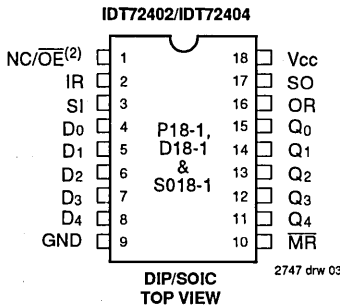 IDT72402/IDT72404
NC/OE(2) 1 18 Vcc
IR 2 17 SO
SI 3 16 OR
D0 4 15 Q0
D1 5 14 Q1
D2 6 13 Q2
D3 7 12 Q3
D4 8 11 Q4
GND 9 10 MR
P18-1,
D18-1
&
S018-1
2747 drw 03
DIP/SOIC
TOP VIEW